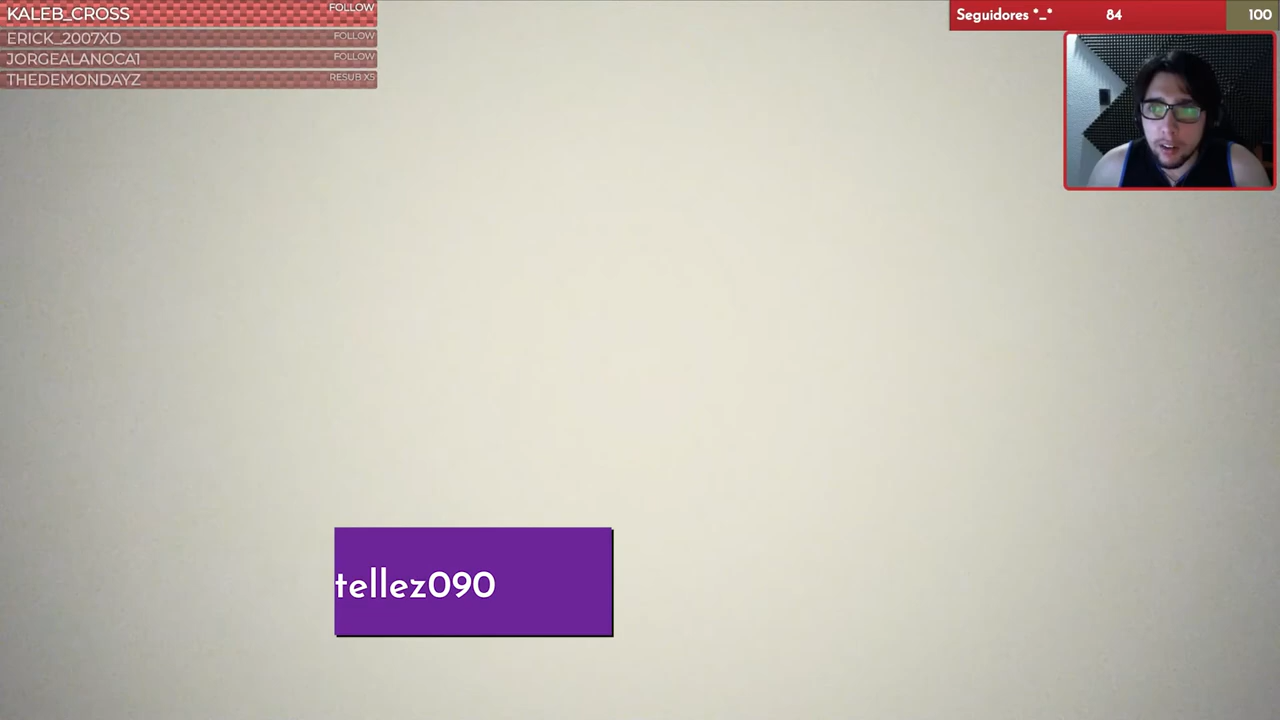 KALEB_CROSS FOLLOW
ERICK_2007XD FOLLOW
JORGEALANOCA1 FOLLOW
THEDEMONDAYZ RESUB X5
Seguidores *_* 84 100
tellez090